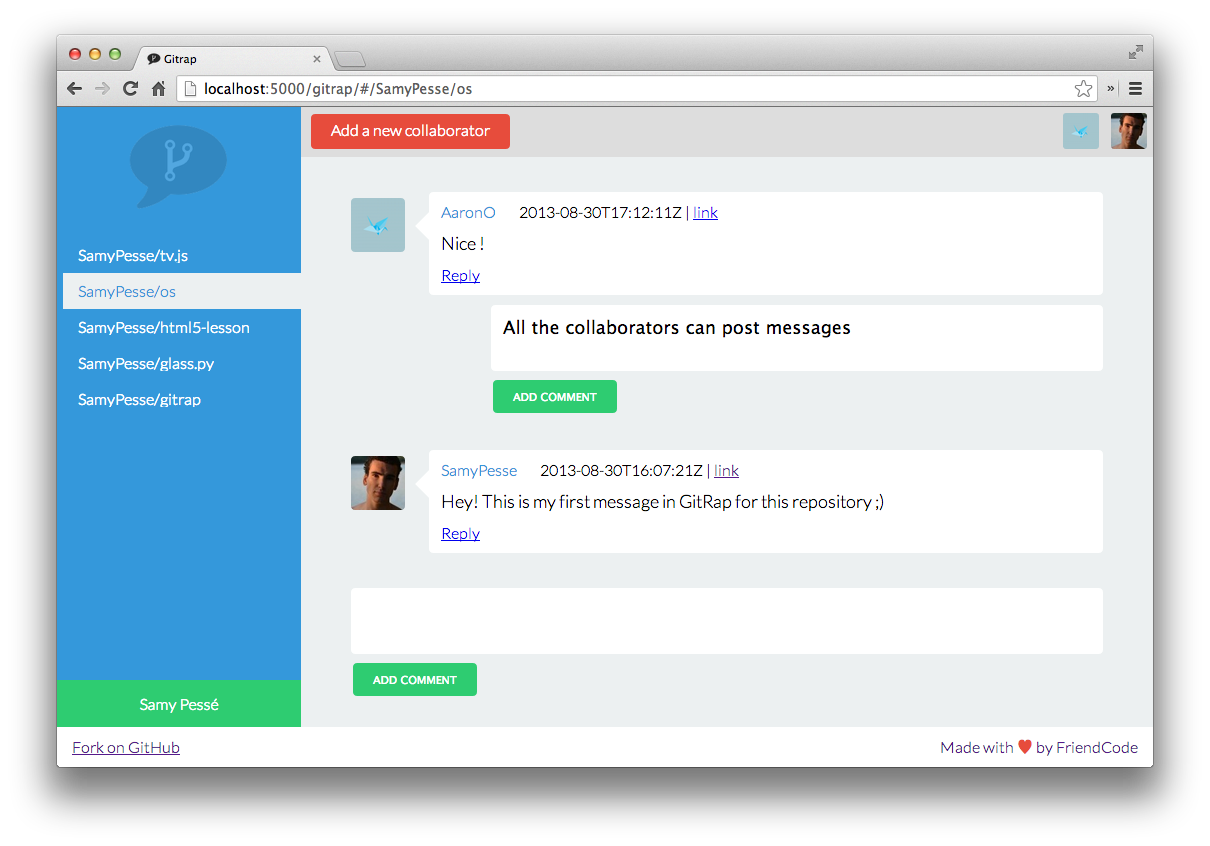 Gitrap
localhost:5000/gitrap/#/SamyPesse/os
Add a new collaborator
SamyPesse/tv.js
SamyPesse/os
SamyPesse/html5-lesson
SamyPesse/glass.py
SamyPesse/gitrap
Samy Pessé
AaronO 2013-08-30T17:12:11Z | link
Nice !
Reply
All the collaborators can post messages
ADD COMMENT
SamyPesse 2013-08-30T16:07:21Z | link
Hey! This is my first message in GitRap for this repository ;)
Reply
ADD COMMENT
Fork on GitHub
Made with ♥ by FriendCode